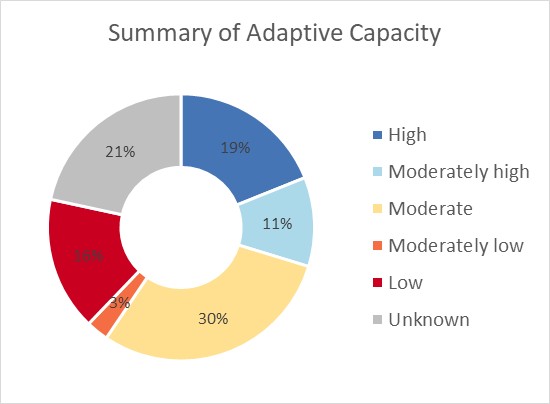 Summary of Adaptive Capacity
19%
11%
30%
3%
16%
21%
High
Moderately high
Moderate
Moderately low
Low
Unknown